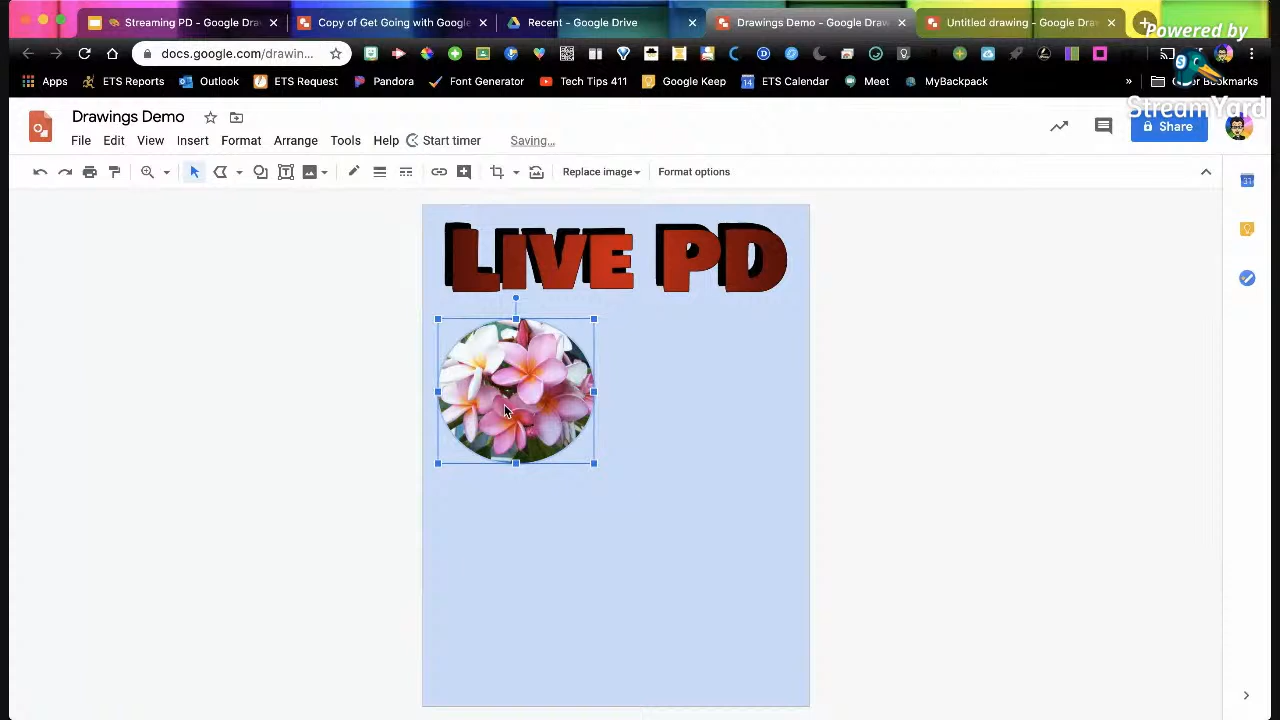 Streaming PD - Google Dra
Copy of Get Going with Google
Recent - Google Drive
Drawings Demo - Google Draw
Untitled drawing - Google Dra
Powered by
docs.google.com/drawin...
StreamYard
Apps
ETS Reports
Outlook
ETS Request
Pandora
Font Generator
Tech Tips 411
Google Keep
ETS Calendar
Meet
MyBackpack
»
Bookmarks
Drawings Demo
File
Edit
View
Insert
Format
Arrange
Tools
Help
Start timer
Saving...
Share
Replace image
Format options
LIVE PD